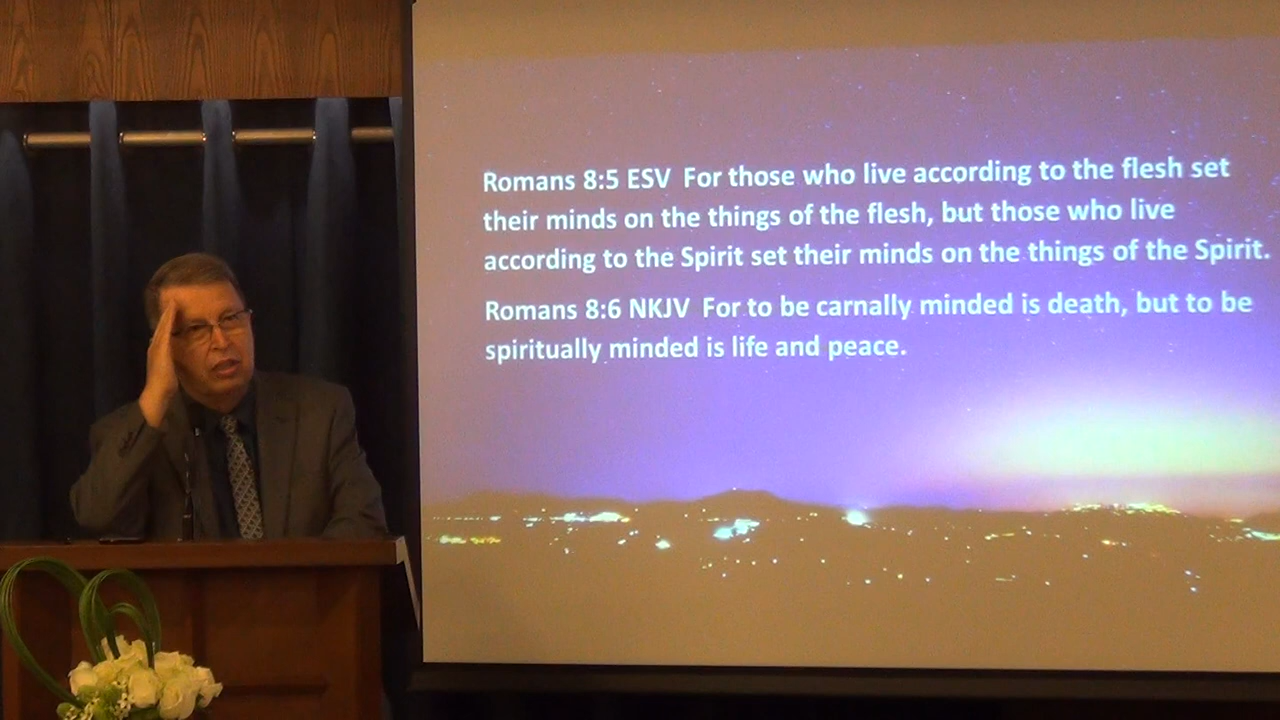 Romans 8:5 ESV  For those who live according to the flesh set
their minds on the things of the flesh, but those who live
according to the Spirit set their minds on the things of the Spirit.
Romans 8:6 NKJV  For to be carnally minded is death, but to be
spiritually minded is life and peace.